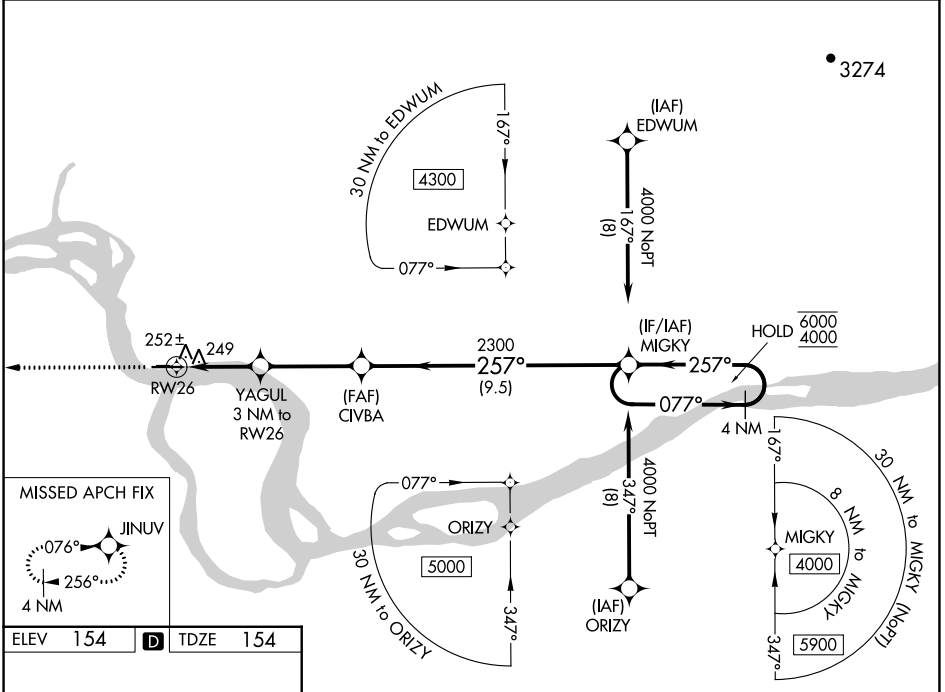 3274
(IAF)
EDWUM
30 NM to EDWUM
167°
4300
EDWUM
077°
4000 NoPT
167°
(8)
252±
249
RW26
YAGUL
3 NM to
RW26
(FAF)
CIVBA
2300
257°
(9.5)
(IF/IAF)
MIGKY
HOLD
6000
4000
257°
077°
4 NM
MISSED APCH FIX
JINUV
076°
256°
4 NM
077°
ORIZY
5000
347°
30 NM to ORIZY
4000 NoPT
347°
(8)
(IAF)
ORIZY
167°
30 NM to MIGKY (NoPT)
8 NM to MIGKY
MIGKY
4000
5900
347°
ELEV 154 D TDZE 154